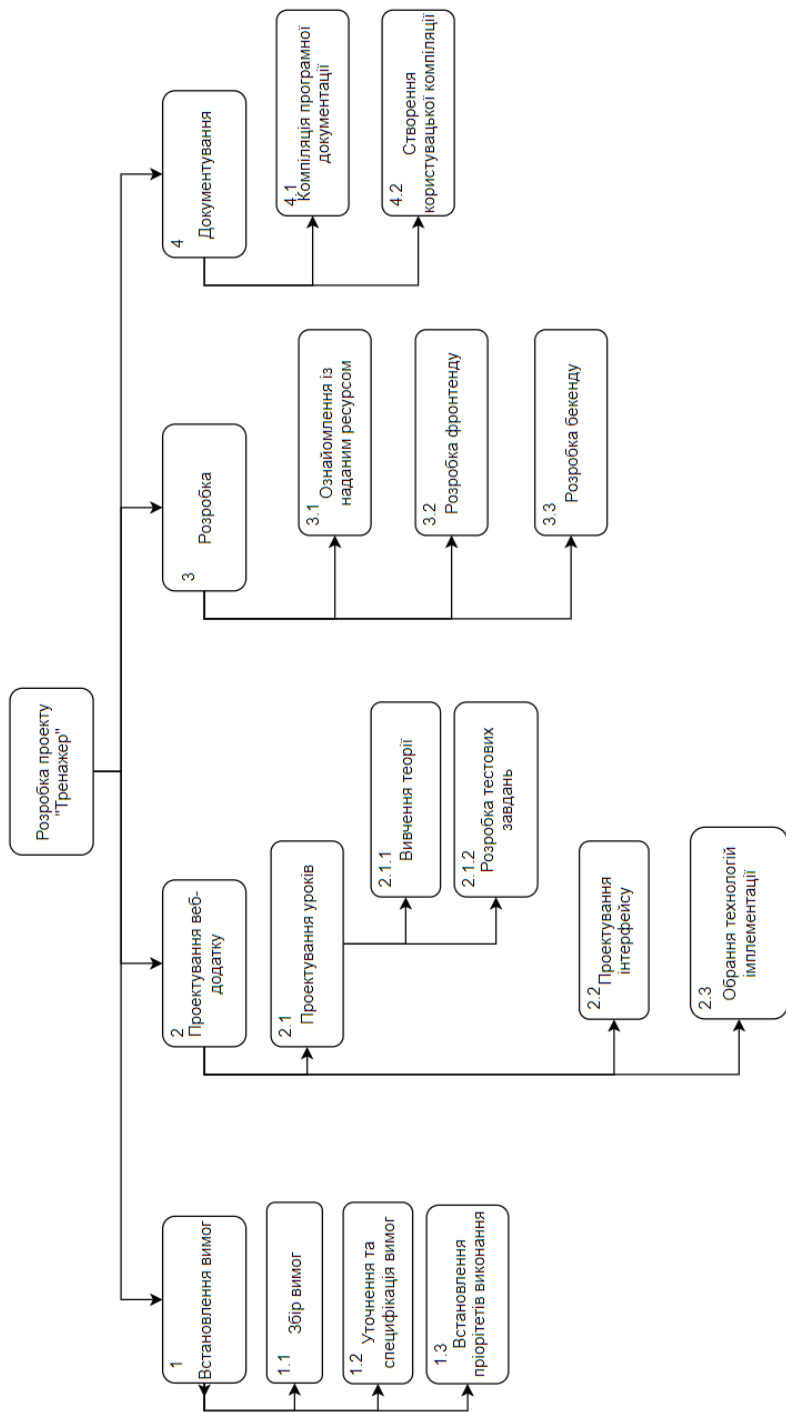 Розробка проекту
"Тренажер"
1
Встановлення вимог
1.1
Збір вимог
1.2
Уточнення та
специфікація вимог
1.3
Встановлення
пріорітетів виконання
2
Проектування веб-
додатку
2.1
Проектування уроків
2.1.1
Вивчення теорії
2.1.2
Розробка тестових
завдань
2.2
Проектування
інтерфейсу
2.3
Обрання технологій
імплементації
3
Розробка
3.1
Ознайомлення із
наданим ресурсом
3.2
Розробка фронтенду
3.3
Розробка бекенду
4
Документування
4.1
Компіляція програмної
документації
4.2
Створення
користувацької компіляції